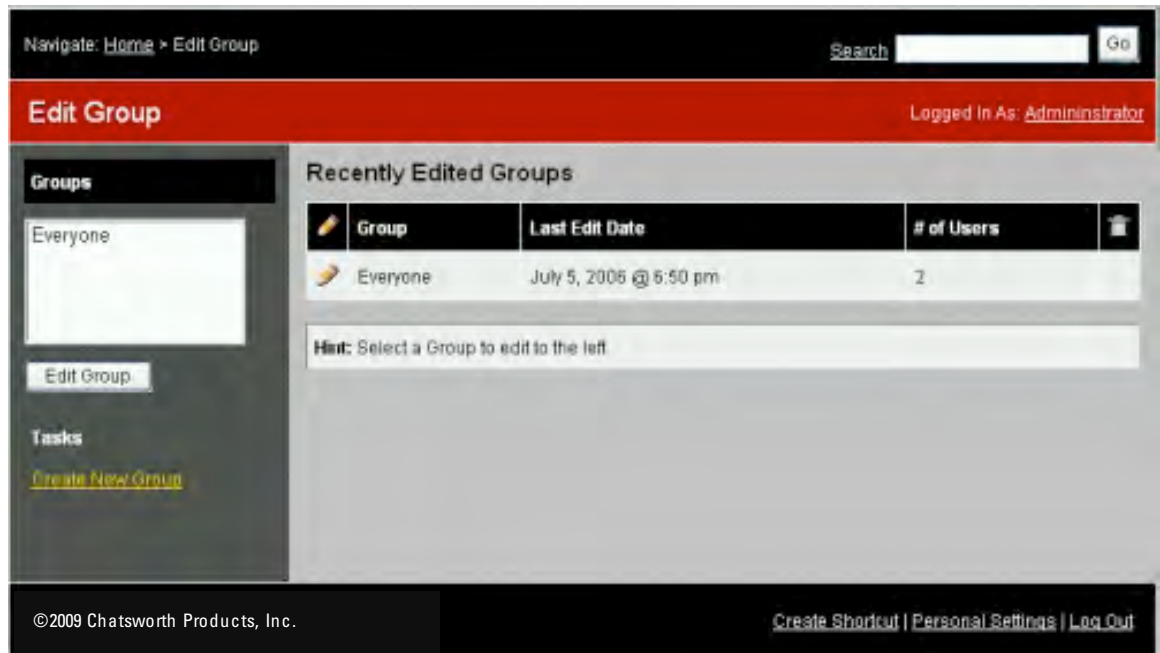 Navigate: Home > Edit Group
Search
Go
Edit Group
Logged In As: Admininstrator
Groups
Everyone
Edit Group
Tasks
Create New Group
Recently Edited Groups
Group Last Edit Date # of Users
Everyone July 5, 2006 @ 6:50 pm 2
Hint: Select a Group to edit to the left
©2009 Chatsworth Products, Inc.
Create Shortcut | Personal Settings | Log Out